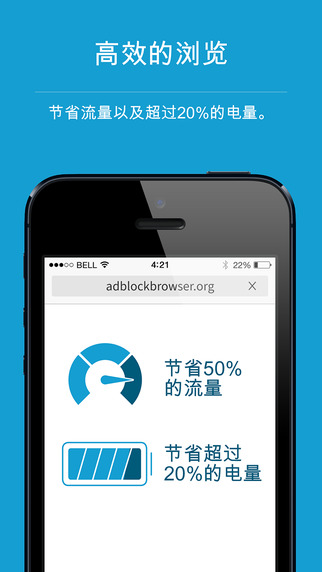 高效的浏览
节省流量以及超过20%的电量。
BELL 4:21 22%
adblockbrowser.org X
节省50%
的流量
节省超过
20%的电量